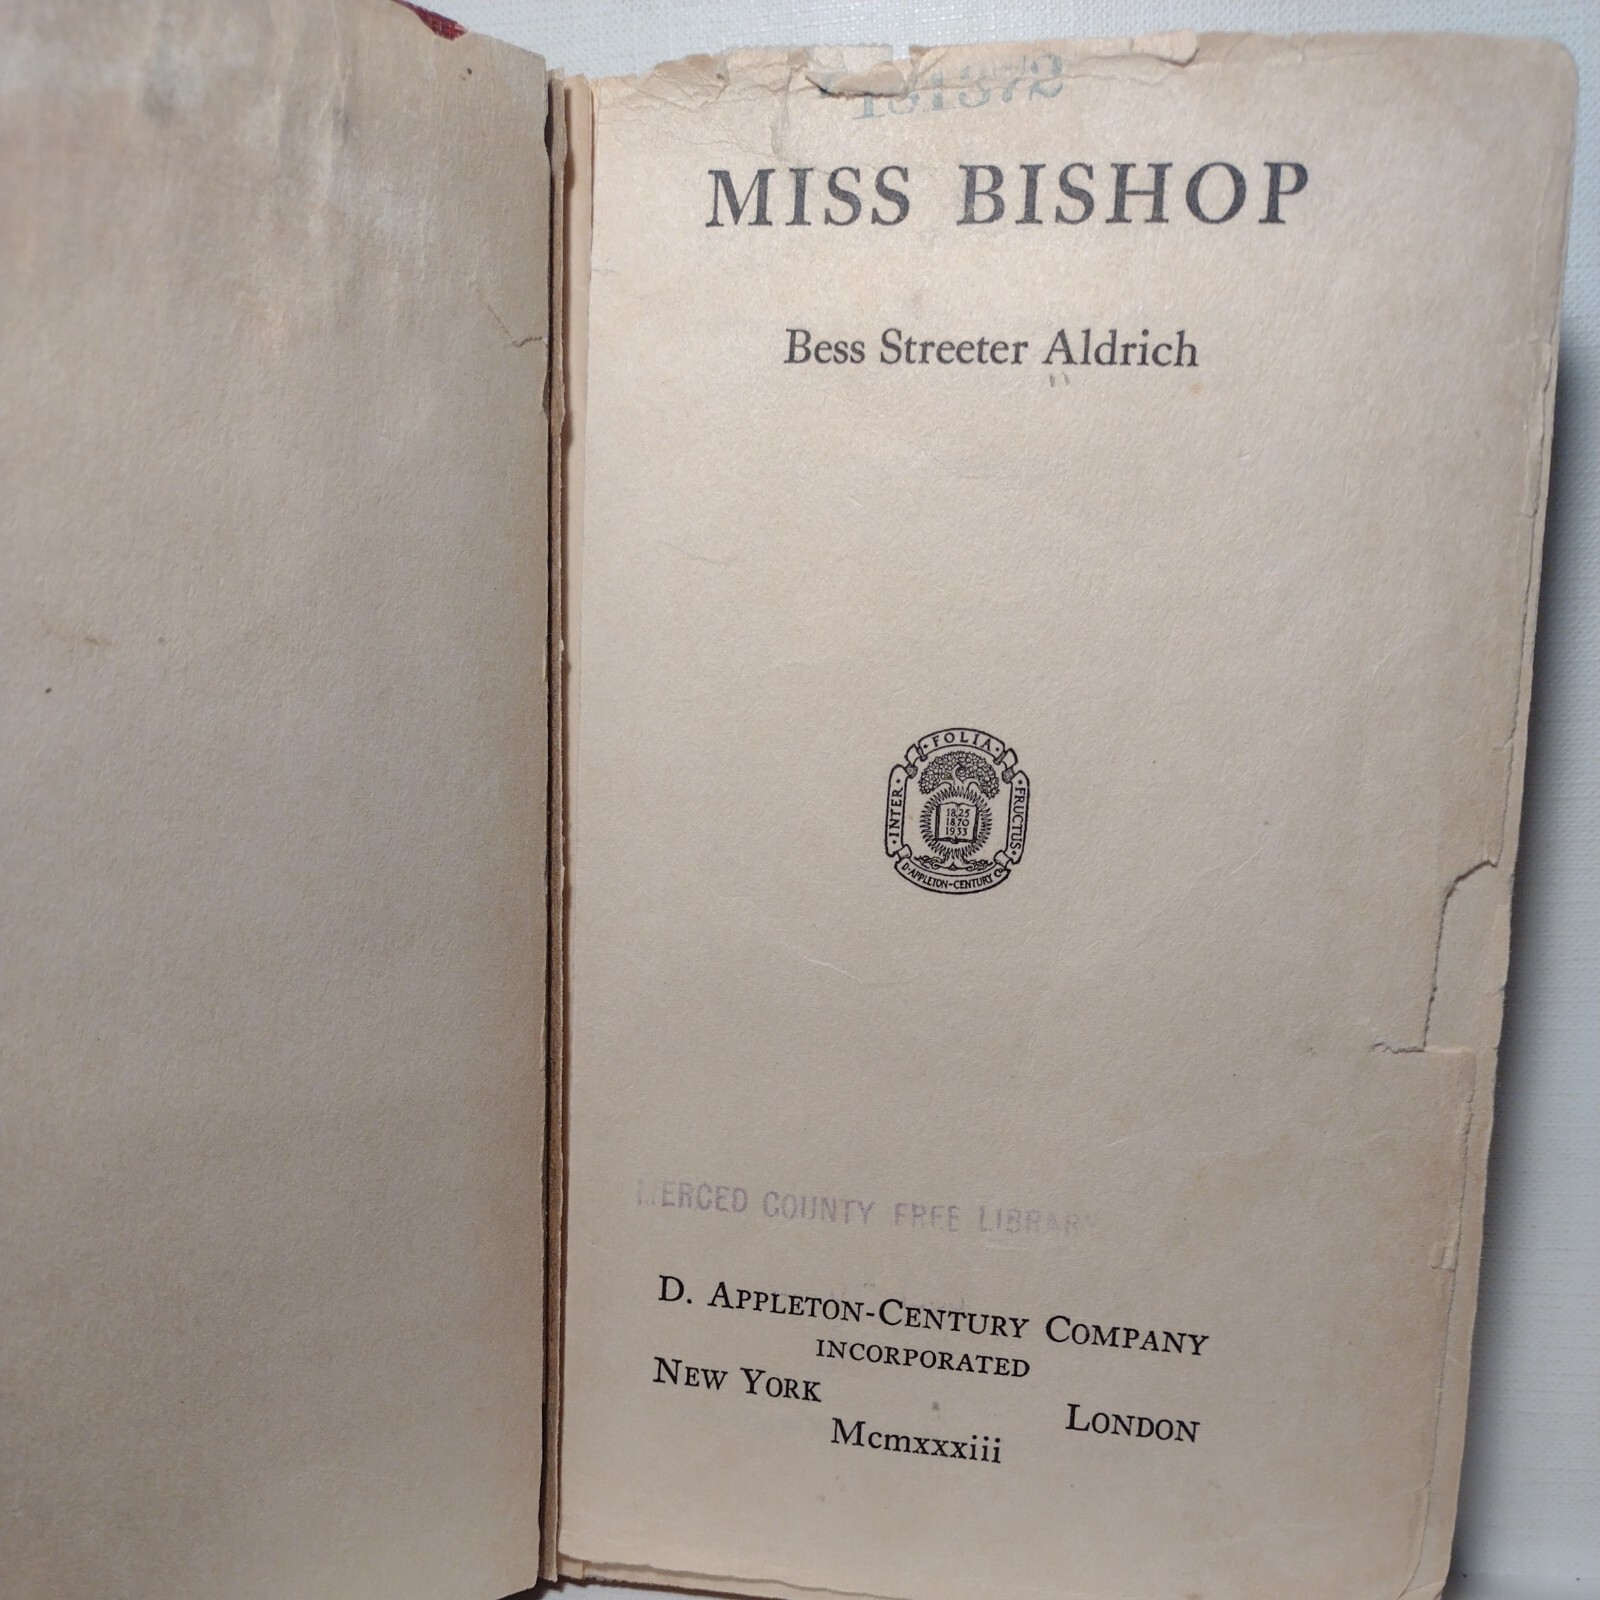 MISS BISHOP
Bess Streeter Aldrich
FOLIA
INTER
FRUCTUS
1825
1870
1933
D. APPLETON-CENTURY Co
MERCED COUNTY FREE LIBRARY
D. APPLETON-CENTURY COMPANY
INCORPORATED
NEW YORK LONDON
Mcmxxxiii